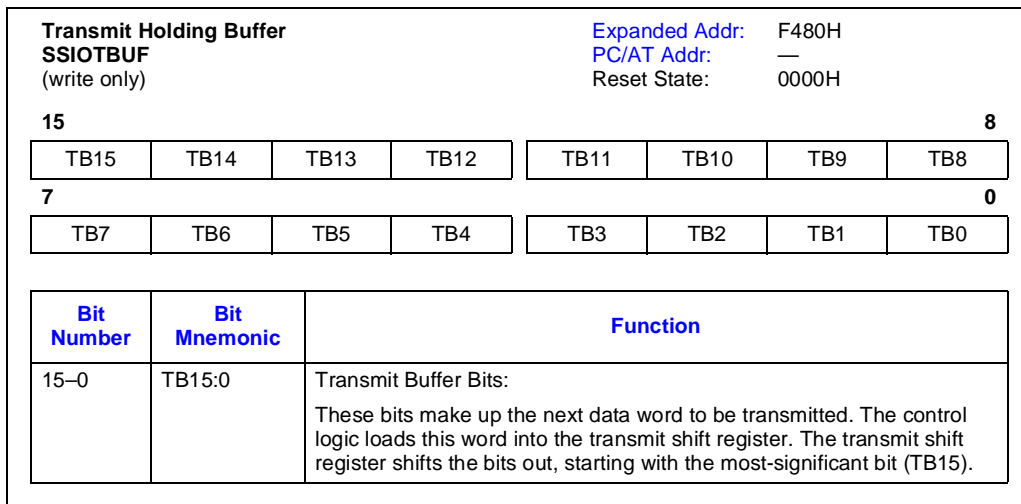 Transmit Holding Buffer Expanded Addr: F480H
SSIOTBUF PC/AT Addr: —
(write only) Reset State: 0000H
15 8
TB15 TB14 TB13 TB12 TB11 TB10 TB9 TB8
7 0
TB7 TB6 TB5 TB4 TB3 TB2 TB1 TB0
Bit Number Bit Mnemonic Function
15–0 TB15:0 Transmit Buffer Bits:
These bits make up the next data word to be transmitted. The control
logic loads this word into the transmit shift register. The transmit shift
register shifts the bits out, starting with the most-significant bit (TB15).